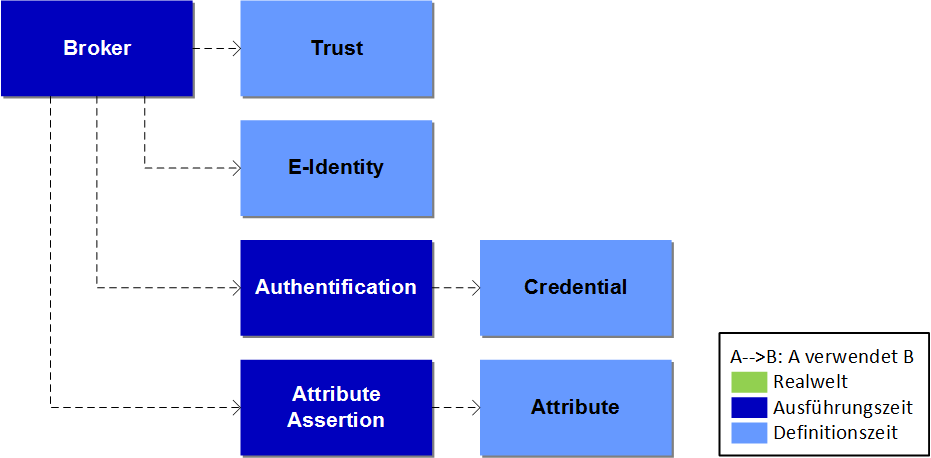 Broker
Trust
E-Identity
Authentification
Credential
Attribute
Assertion
Attribute
A-->B: A verwendet B
Realwelt
Ausführungszeit
Definitionszeit